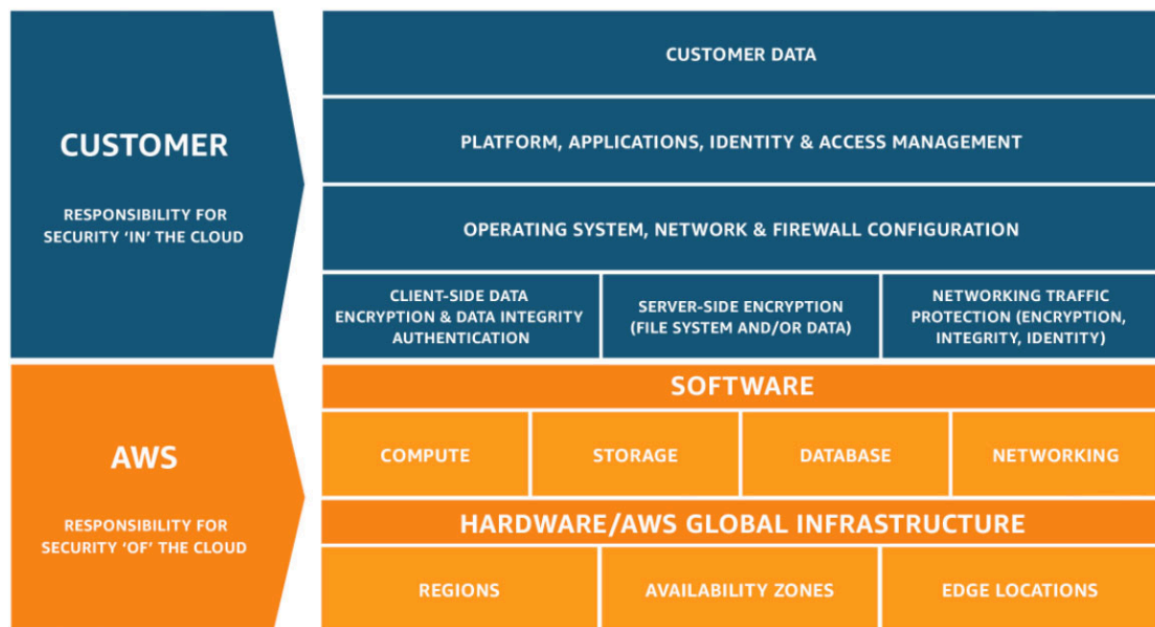 CUSTOMER
RESPONSIBILITY FOR
SECURITY ‘IN’ THE CLOUD
CUSTOMER DATA
PLATFORM, APPLICATIONS, IDENTITY & ACCESS MANAGEMENT
OPERATING SYSTEM, NETWORK & FIREWALL CONFIGURATION
CLIENT-SIDE DATA
ENCRYPTION & DATA INTEGRITY
AUTHENTICATION
SERVER-SIDE ENCRYPTION
(FILE SYSTEM AND/OR DATA)
NETWORKING TRAFFIC
PROTECTION (ENCRYPTION,
INTEGRITY, IDENTITY)
AWS
RESPONSIBILITY FOR
SECURITY ‘OF’ THE CLOUD
SOFTWARE
COMPUTE
STORAGE
DATABASE
NETWORKING
HARDWARE/AWS GLOBAL INFRASTRUCTURE
REGIONS
AVAILABILITY ZONES
EDGE LOCATIONS